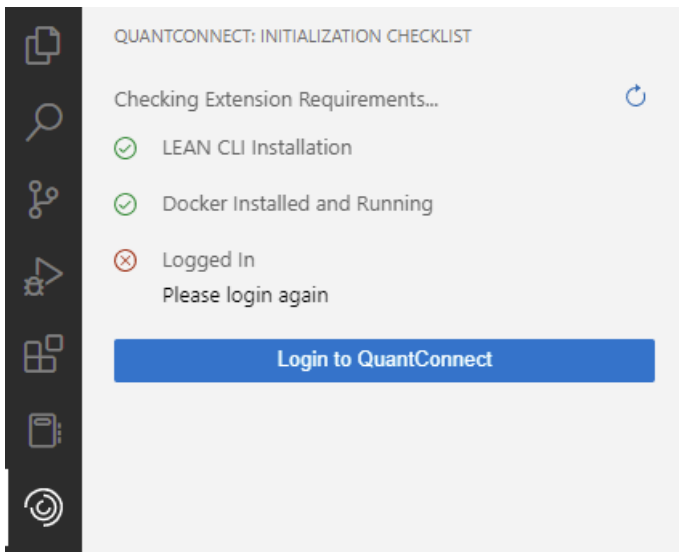 QUANTCONNECT: INITIALIZATION CHECKLIST
Checking Extension Requirements...
LEAN CLI Installation
Docker Installed and Running
Logged In
Please login again
Login to QuantConnect